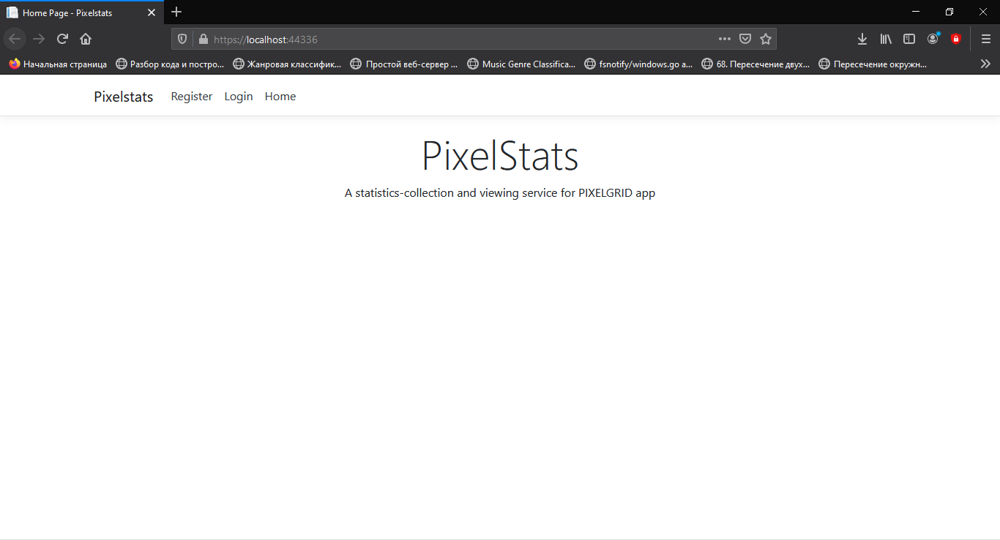 Home Page - Pixelstats
https://localhost:44336
Начальная страница Разбор кода и постро... Жанровая классифик... Простой веб-сервер ... Music Genre Classifica... fsnotify/windows.go a... 68. Пересечение двух... Пересечение окружн...
Pixelstats Register Login Home
PixelStats
A statistics-collection and viewing service for PIXELGRID app